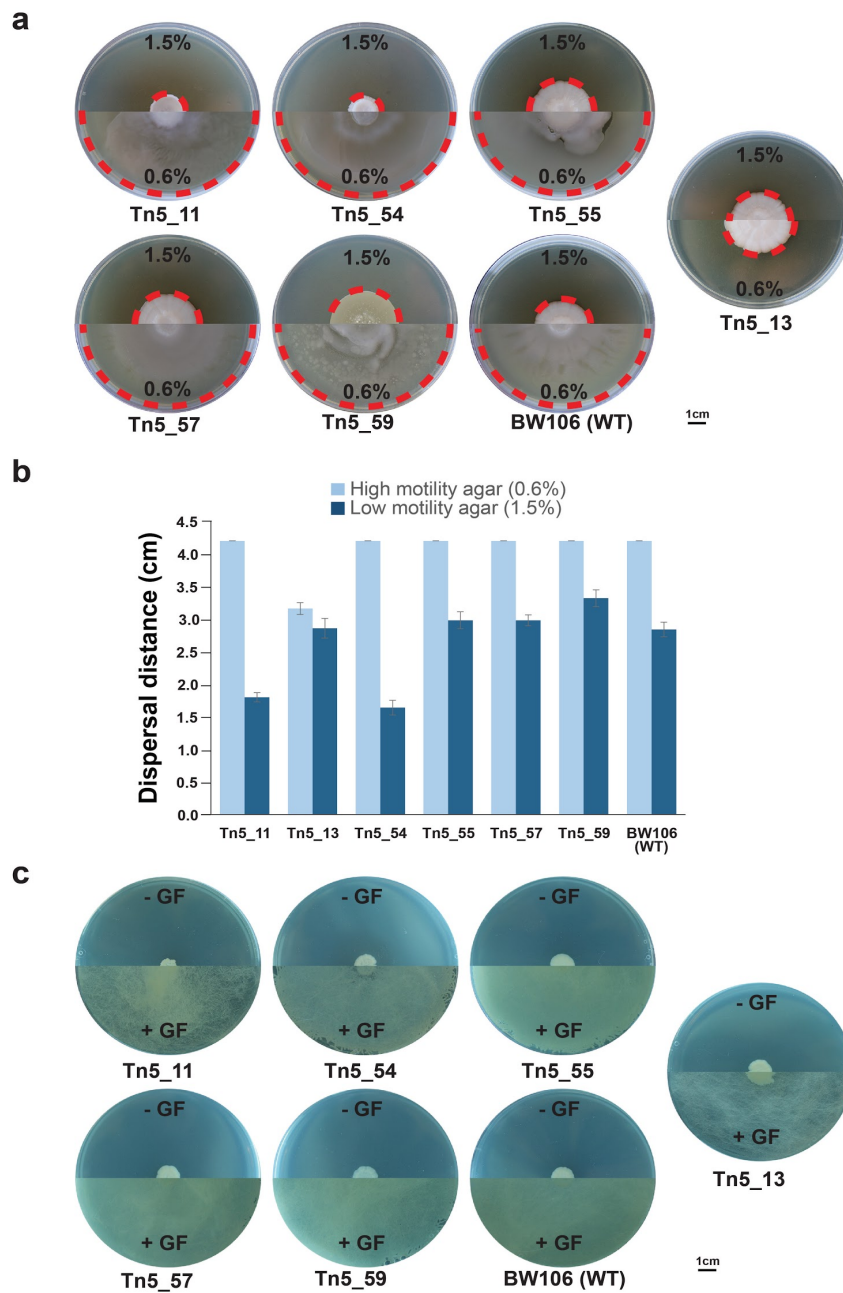 a
1.5% 1.5% 1.5%
0.6% 0.6% 0.6%
Tn5_11 Tn5_54 Tn5_55
1.5%
0.6%
Tn5_13
1.5% 1.5% 1.5%
0.6% 0.6% 0.6%
Tn5_57 Tn5_59 BW106 (WT)
1cm
b
High motility agar (0.6%)
Low motility agar (1.5%)
Dispersal distance (cm)
4.5
4.0
3.5
3.0
2.5
2.0
1.5
1.0
0.5
0.0
Tn5_11 Tn5_13 Tn5_54 Tn5_55 Tn5_57 Tn5_59 BW106
(WT)
c
- GF - GF - GF
+ GF + GF + GF
Tn5_11 Tn5_54 Tn5_55
- GF
+ GF
Tn5_13
- GF - GF - GF
+ GF + GF + GF
Tn5_57 Tn5_59 BW106 (WT)
1cm